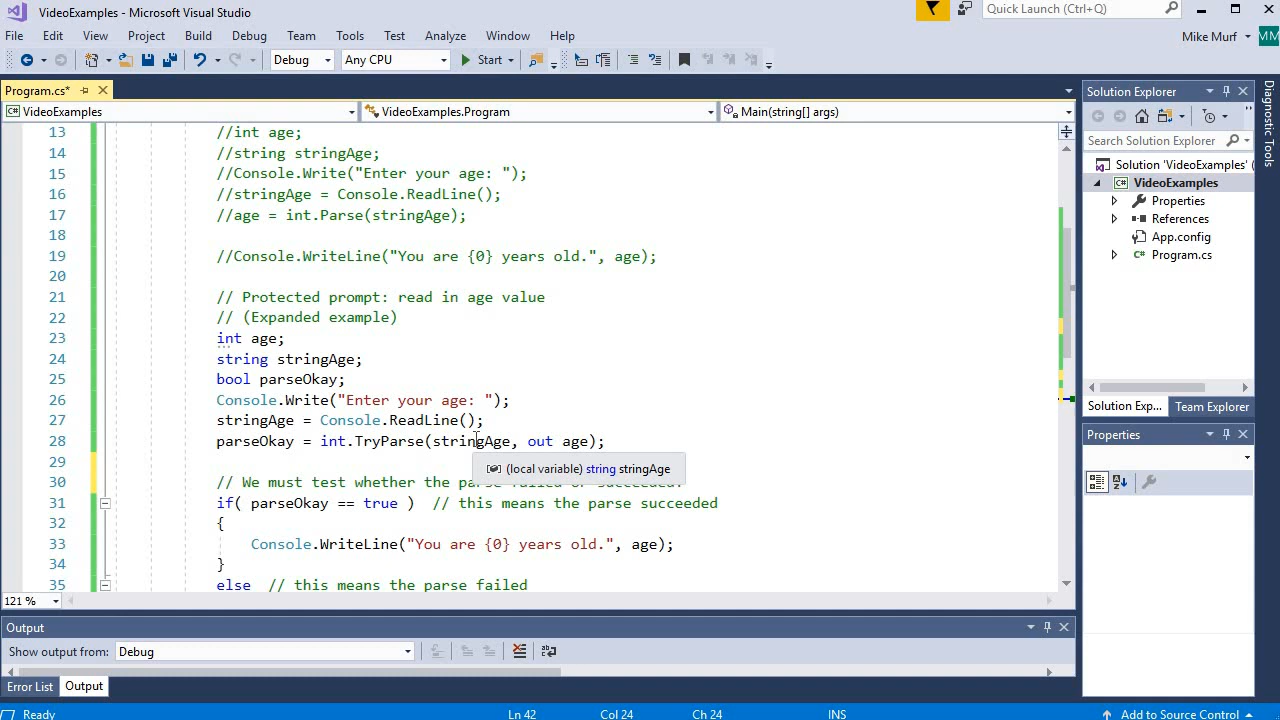 VideoExamples - Microsoft Visual Studio
Quick Launch (Ctrl+Q)
File Edit View Project Build Debug Team Tools Test Analyze Window Help
Mike Murf MM
Debug Any CPU Start
Program.cs*
VideoExamples VideoExamples.Program Main(string[] args)
13 //int age;
14 //string stringAge;
15 //Console.Write("Enter your age: ");
16 //stringAge = Console.ReadLine();
17 //age = int.Parse(stringAge);
18
19 //Console.WriteLine("You are {0} years old.", age);
20
21 // Protected prompt: read in age value
22 // (Expanded example)
23 int age;
24 string stringAge;
25 bool parseOkay;
26 Console.Write("Enter your age: ");
27 stringAge = Console.ReadLine();
28 parseOkay = int.TryParse(stringAge, out age);
(local variable) string stringAge
29
30 // We must test whether the parse failed or succeeded.
31 if( parseOkay == true ) // this means the parse succeeded
32 {
33 Console.WriteLine("You are {0} years old.", age);
34 }
35 else // this means the parse failed
121 %
Output
Show output from: Debug
Error List Output
Solution Explorer
Search Solution Explorer
Solution 'VideoExamples' (
VideoExamples
Properties
References
App.config
Program.cs
Solution Exp... Team Explorer
Properties
Diagnostic Tools
Ready Ln 42 Col 24 Ch 24 INS Add to Source Control